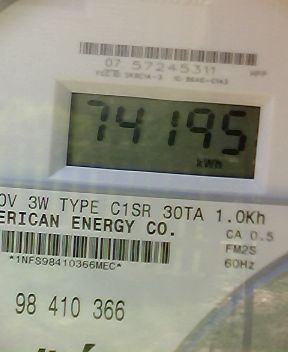 07 57245311
74195
kWh
0V 3W TYPE C1SR 30TA 1.0Kh
ERICAN ENERGY CO.
CA 0.5
FM2S
*1NFS98410366MEC*
60Hz
98 410 366